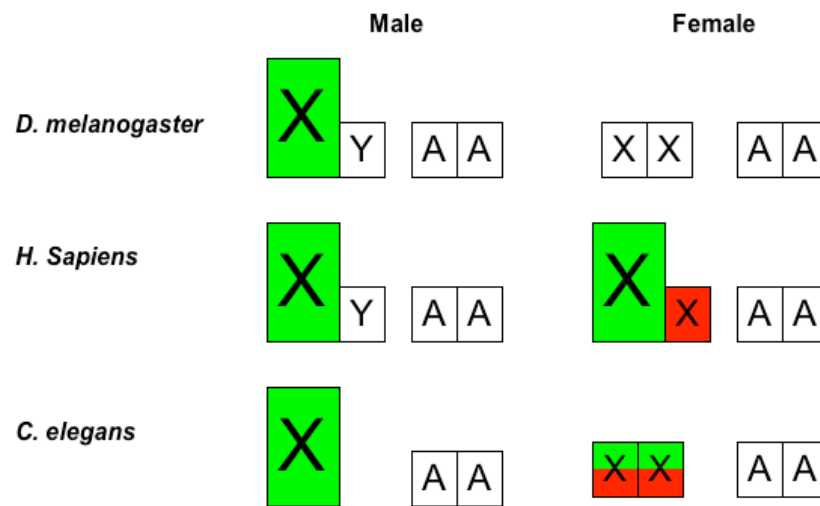 Male Female
D. melanogaster X Y A A X X A A
H. Sapiens X Y A A X X A A
C. elegans X A A X X A A